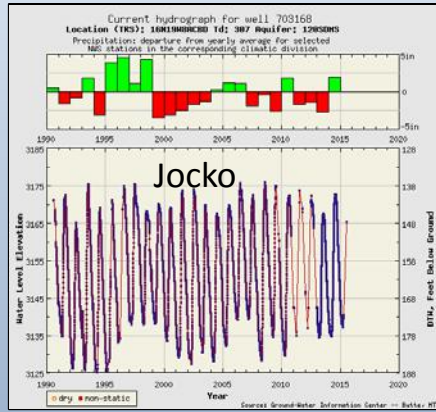 Current hydrograph for well 703168
Location (TRS): 16N19W8ACBD Td: 307 Aquifer: 120SDMS
Precipitation: departure from yearly average for selected
NWS stations in the corresponding climatic division
5in
0
-5in
1990 1995 2000 2005 2010 2015 2020
Jocko
Water Level Elevation
3185
3175
3165
3155
3145
3135
3125
128
138
148
158
168
178
188
DTW, Feet Below Ground
1990 1995 2000 2005 2010 2015 2020
Year
dry non-static
Source: Ground-Water Information Center -- Butte, MT